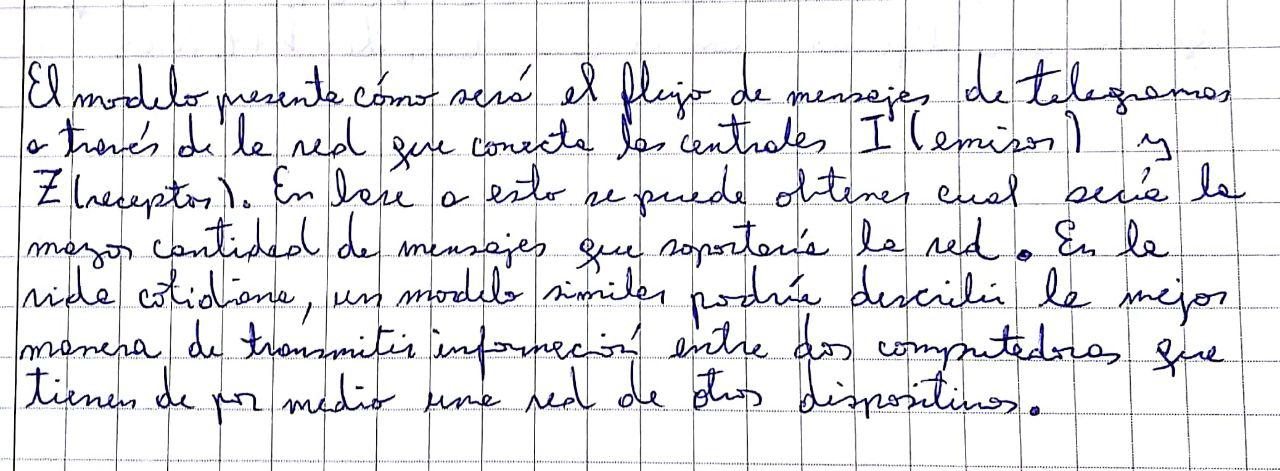 El modelo presenta cómo será el flujo de mensajes de telegramas
a través de la red que conecta las centrales I (emisor) y
Z (receptor). En base a esto se puede obtener cual sería la
mayor cantidad de mensajes que soportaría la red. En la
vida cotidiana, un modelo similar podría describir la mejor
manera de transmitir información entre dos computadoras que
tienen de por medio una red de otros dispositivos.